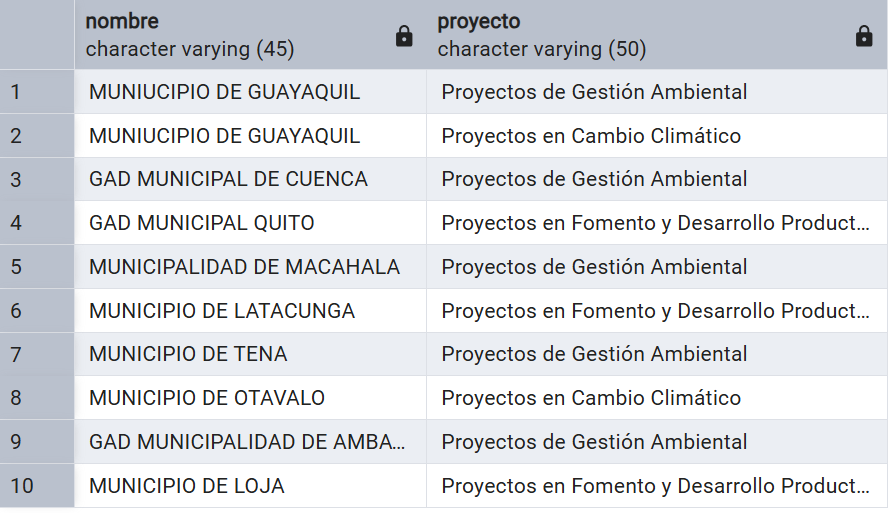 nombre proyecto
character varying (45) character varying (50)
1 MUNIUCIPIO DE GUAYAQUIL Proyectos de Gestión Ambiental
2 MUNIUCIPIO DE GUAYAQUIL Proyectos en Cambio Climático
3 GAD MUNICIPAL DE CUENCA Proyectos de Gestión Ambiental
4 GAD MUNICIPAL QUITO Proyectos en Fomento y Desarrollo Product...
5 MUNICIPALIDAD DE MACAHALA Proyectos de Gestión Ambiental
6 MUNICIPIO DE LATACUNGA Proyectos en Fomento y Desarrollo Product...
7 MUNICIPIO DE TENA Proyectos de Gestión Ambiental
8 MUNICIPIO DE OTAVALO Proyectos en Cambio Climático
9 GAD MUNICIPALIDAD DE AMBA... Proyectos de Gestión Ambiental
10 MUNICIPIO DE LOJA Proyectos en Fomento y Desarrollo Product...